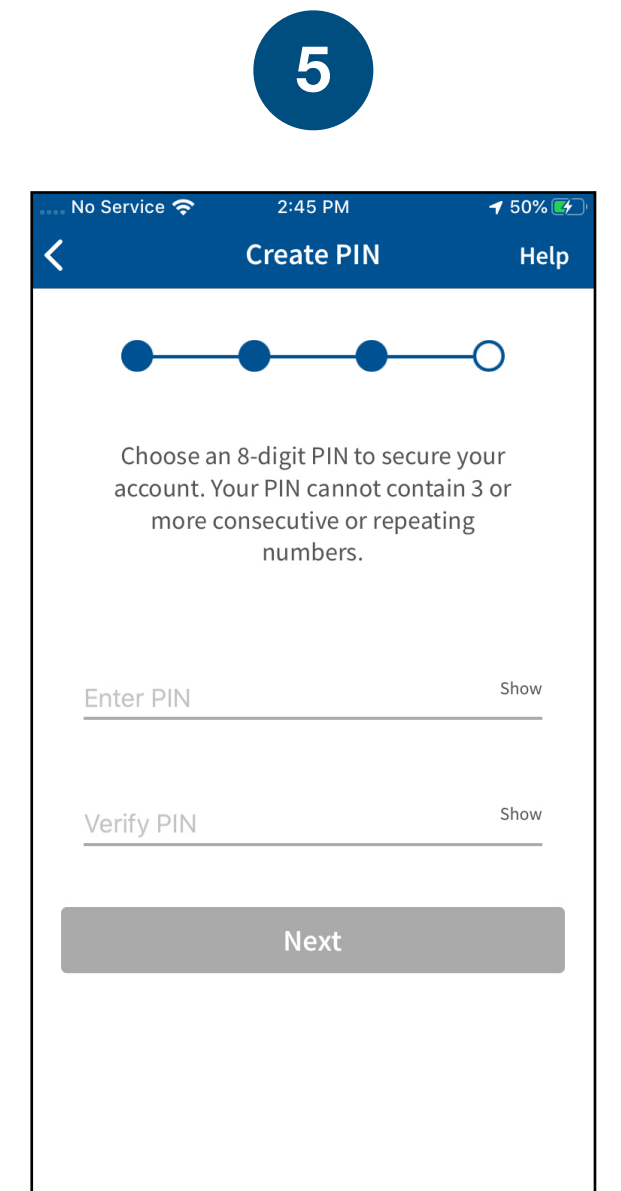 5
No Service 2:45 PM 50%
Create PIN Help
Choose an 8-digit PIN to secure your
account. Your PIN cannot contain 3 or
more consecutive or repeating
numbers.
Enter PIN Show
Verify PIN Show
Next